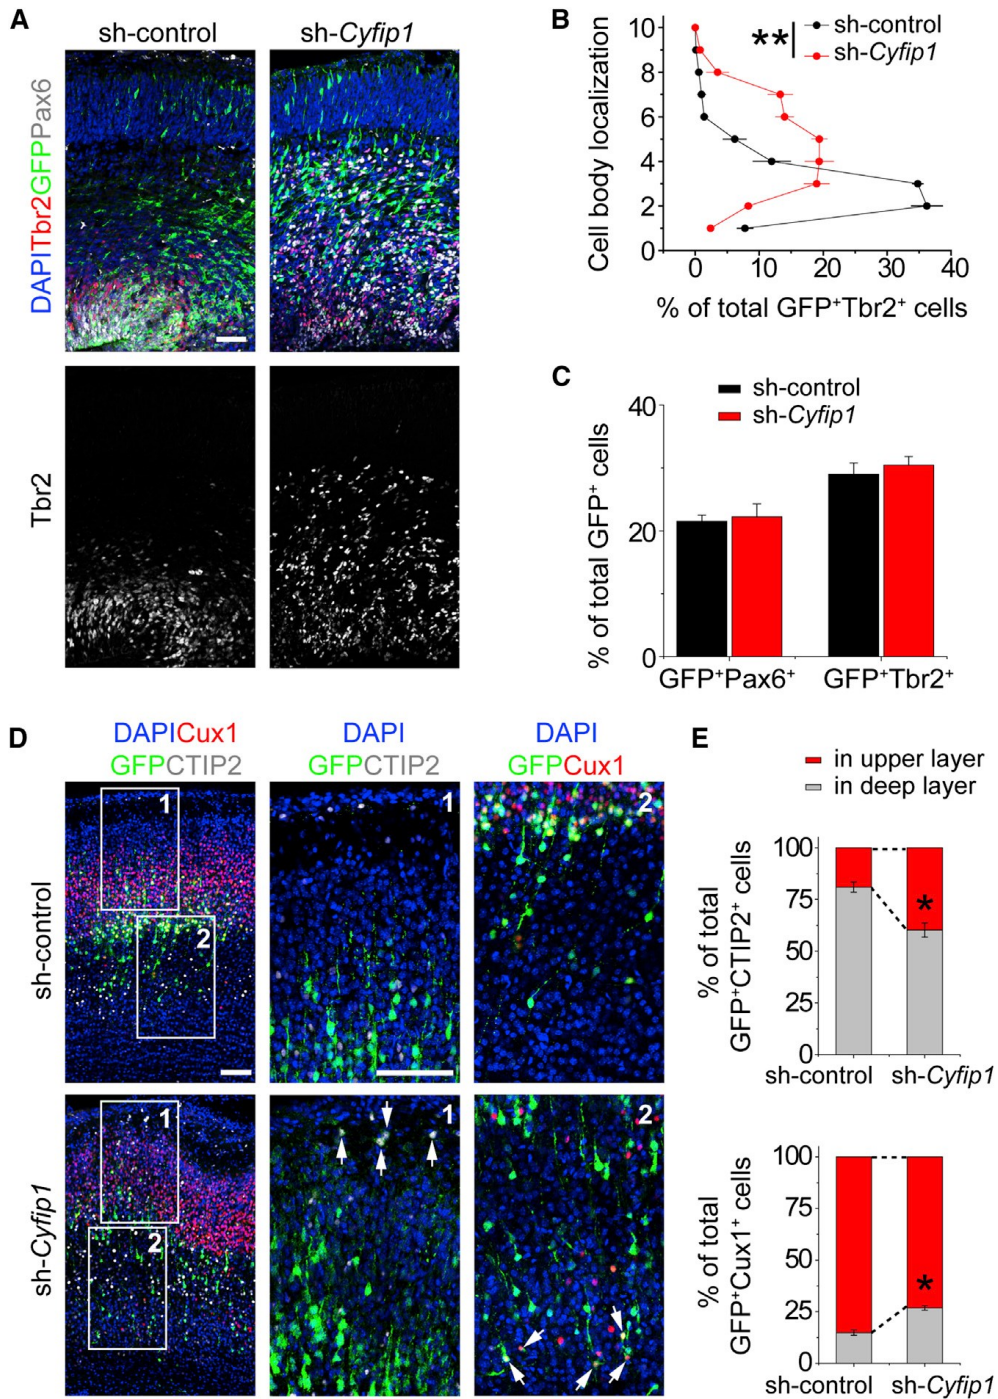 A
sh-control
sh-Cyfip1
DAPITbr2GFPPax6
Tbr2
B
sh-control
sh-Cyfip1
**
Cell body localization
10
8
6
4
2
0
0 10 20 30 40
% of total GFP⁺Tbr2⁺ cells
C
sh-control
sh-Cyfip1
% of total GFP⁺ cells
40
20
0
GFP⁺Pax6⁺ GFP⁺Tbr2⁺
D
DAPICux1
GFPCTIP2
DAPI
GFPCTIP2
DAPI
GFPCux1
sh-control
1
2
1
2
sh-Cyfip1
1
2
1
2
E
in upper layer
in deep layer
% of total
GFP⁺CTIP2⁺ cells
100
75
50
25
0
*
sh-control sh-Cyfip1
% of total
GFP⁺Cux1⁺ cells
100
75
50
25
0
*
sh-control sh-Cyfip1